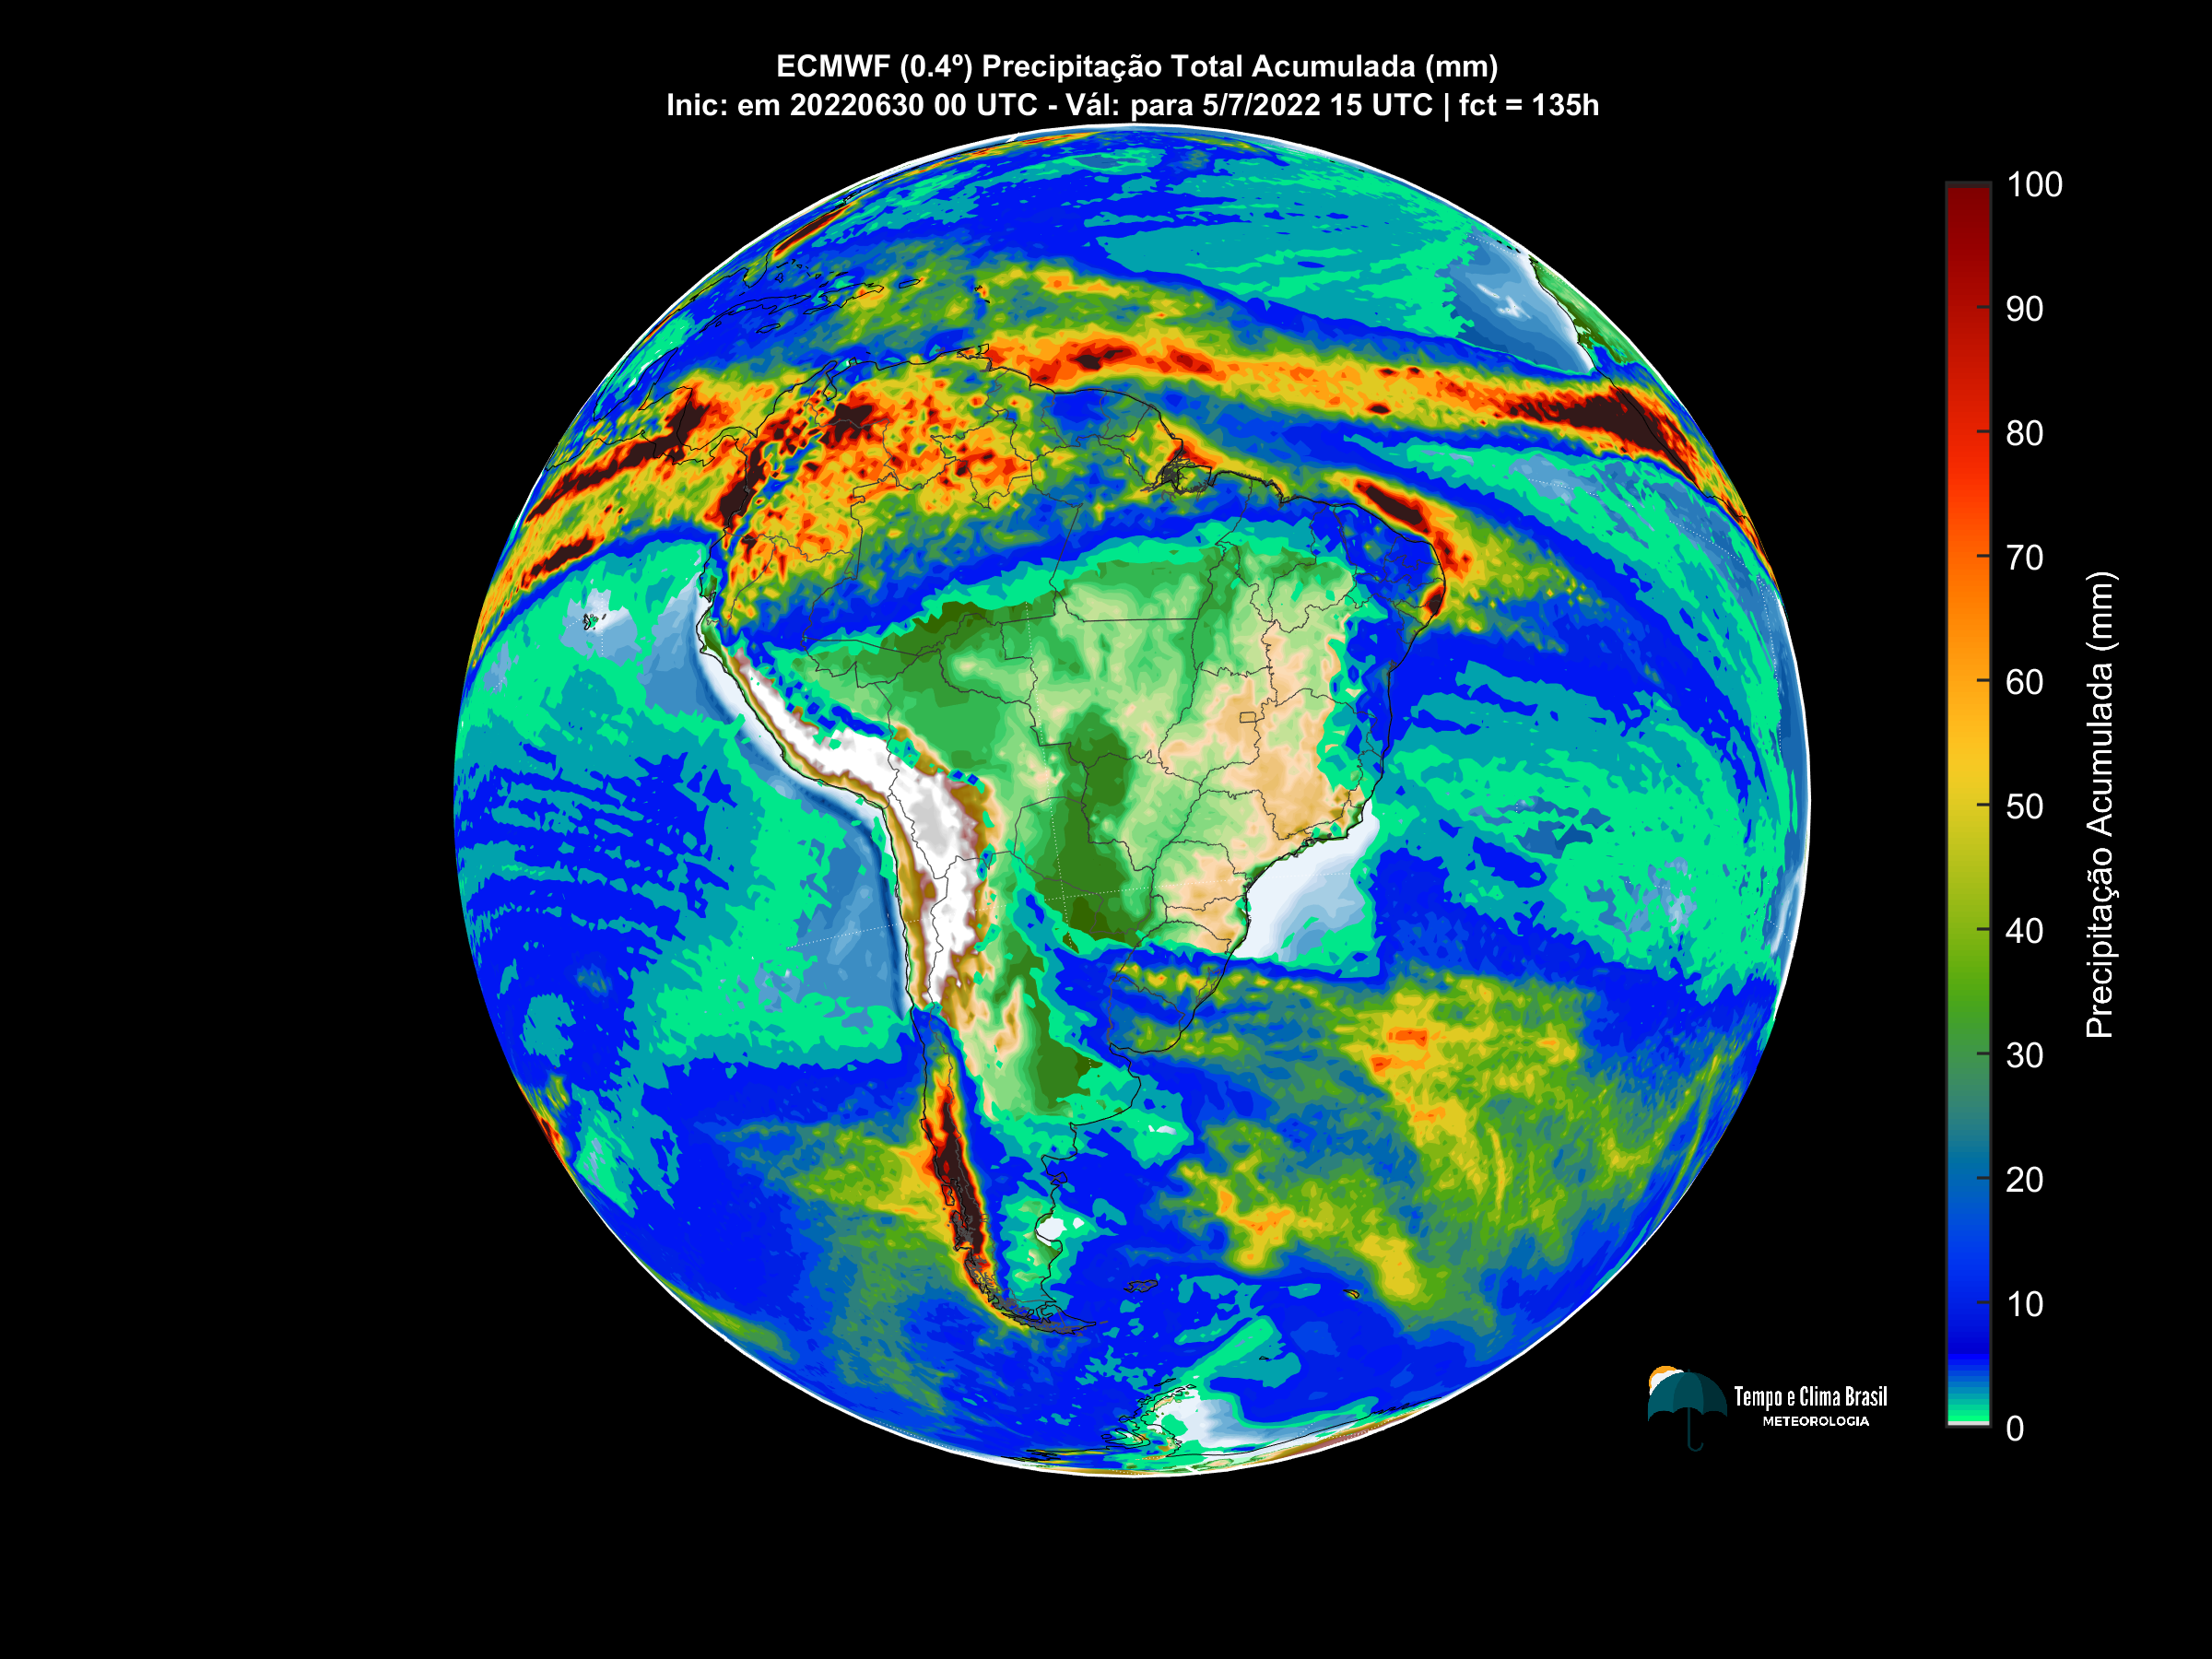 ECMWF (0.4º) Precipitação Total Acumulada (mm)
Inic: em 20220630 00 UTC - Vál: para 5/7/2022 15 UTC | fct = 135h
100
90
80
70
60
50
40
30
20
10
0
Precipitação Acumulada (mm)
Tempo e Clima Brasil
METEOROLOGIA